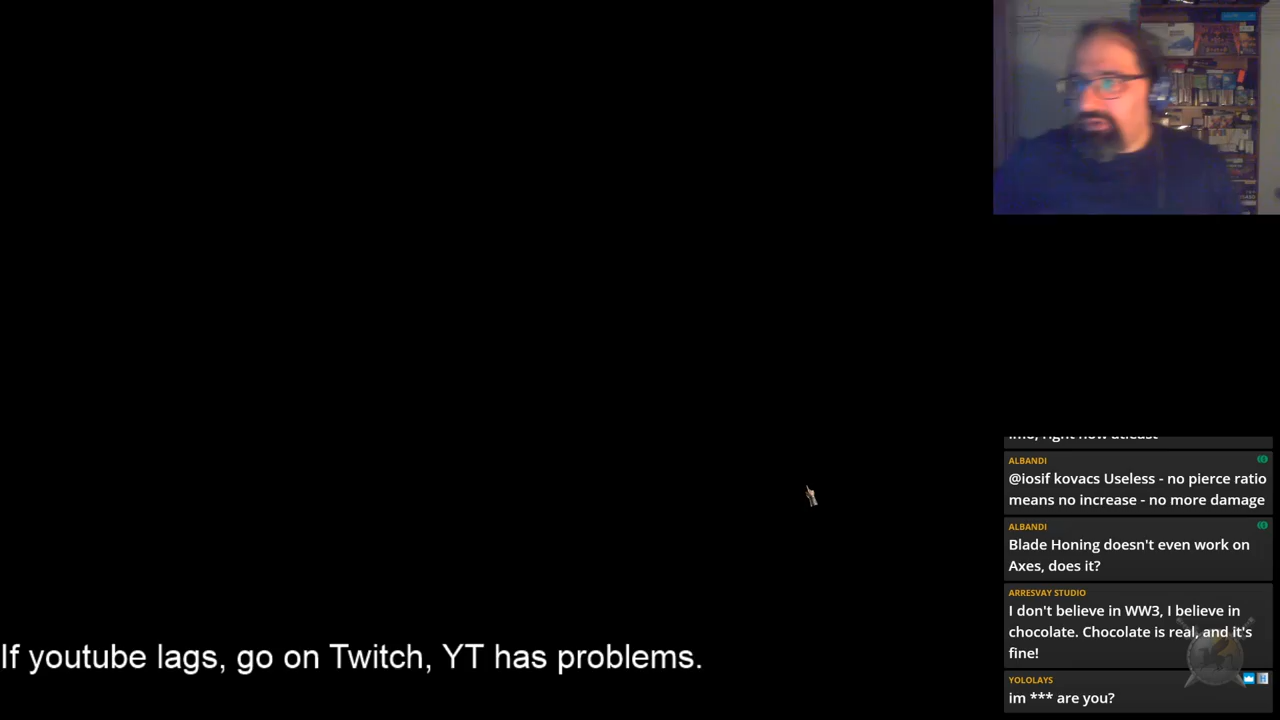 ALBANDI
@iosif kovacs Useless - no pierce ratio
means no increase - no more damage
ALBANDI
Blade Honing doesn't even work on
Axes, does it?
ARRESVAY STUDIO
I don't believe in WW3, I believe in
chocolate. Chocolate is real, and it's
fine!
If youtube lags, go on Twitch, YT has problems.
YOLOLAYS
im *** are you?